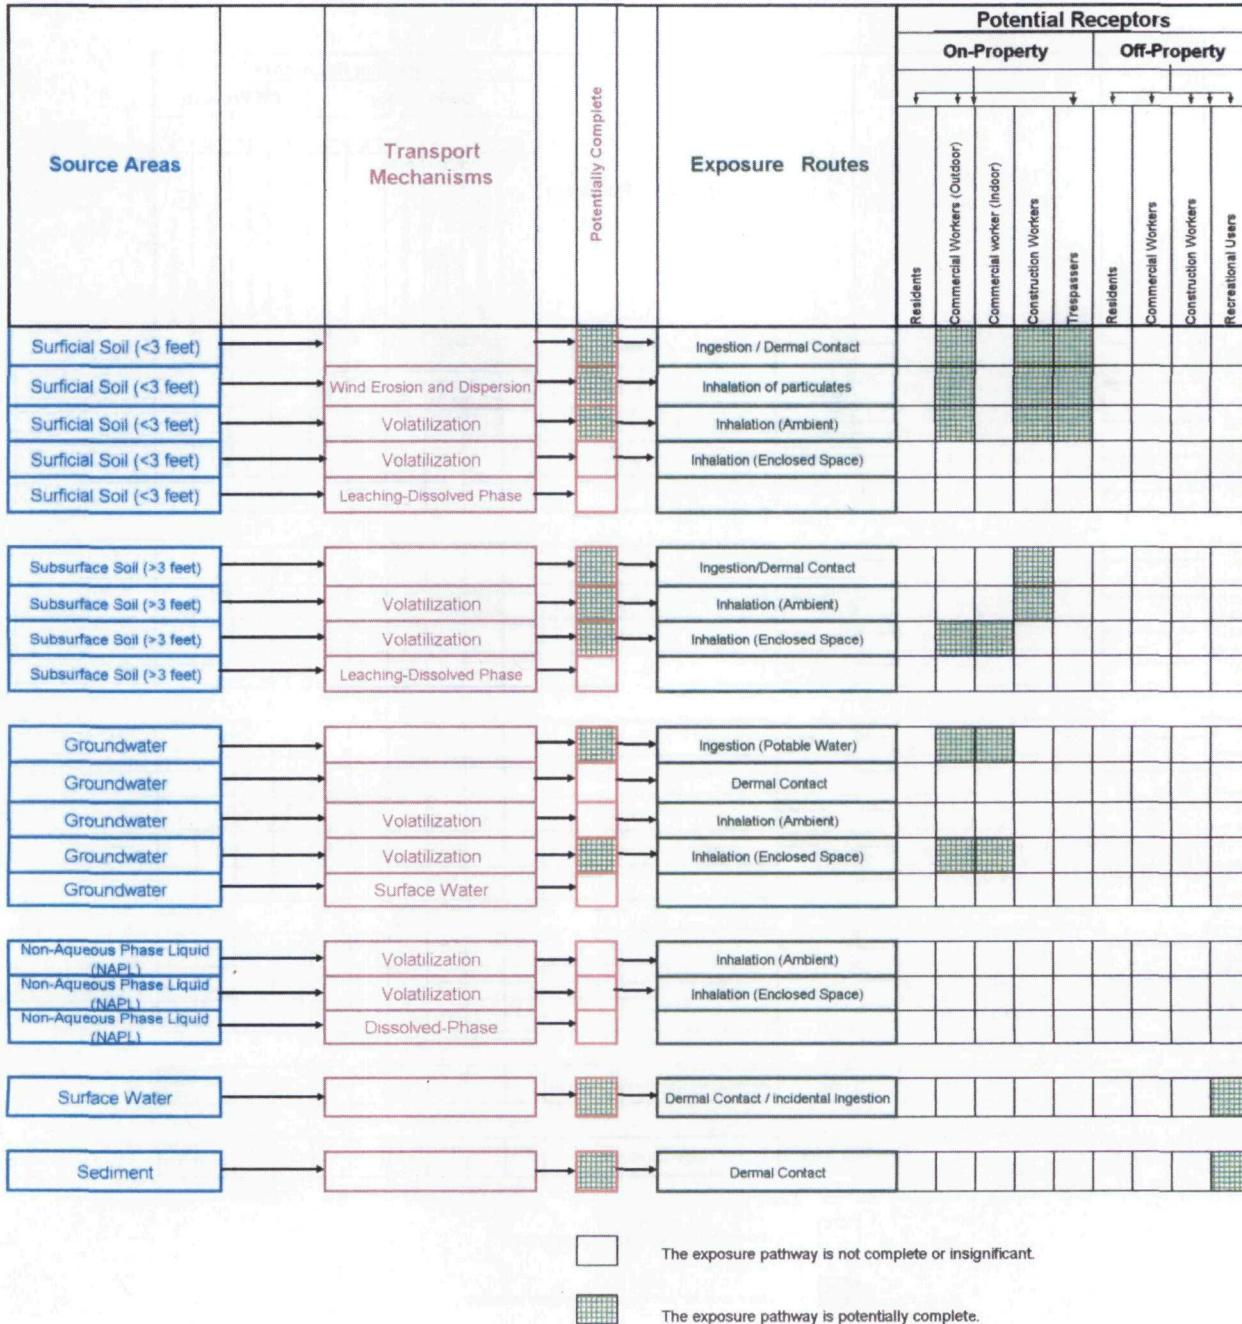 Potential Receptors
On-Property
Off-Property
Source Areas
Transport
Mechanisms
Potentially Complete
Exposure Routes
Residents
Commercial Workers (Outdoor)
Commercial worker (Indoor)
Construction Workers
Trespassers
Residents
Commercial Workers
Construction Workers
Recreational Users
Surficial Soil (<3 feet)
Ingestion / Dermal Contact
Surficial Soil (<3 feet)
Wind Erosion and Dispersion
Inhalation of particulates
Surficial Soil (<3 feet)
Volatilization
Inhalation (Ambient)
Surficial Soil (<3 feet)
Volatilization
Inhalation (Enclosed Space)
Surficial Soil (<3 feet)
Leaching-Dissolved Phase
Subsurface Soil (>3 feet)
Ingestion/Dermal Contact
Subsurface Soil (>3 feet)
Volatilization
Inhalation (Ambient)
Subsurface Soil (>3 feet)
Volatilization
Inhalation (Enclosed Space)
Subsurface Soil (>3 feet)
Leaching-Dissolved Phase
Groundwater
Ingestion (Potable Water)
Groundwater
Dermal Contact
Groundwater
Volatilization
Inhalation (Ambient)
Groundwater
Volatilization
Inhalation (Enclosed Space)
Groundwater
Surface Water
Non-Aqueous Phase Liquid
(NAPL)
Volatilization
Inhalation (Ambient)
Non-Aqueous Phase Liquid
(NAPL)
Volatilization
Inhalation (Enclosed Space)
Non-Aqueous Phase Liquid
(NAPL)
Dissolved-Phase
Surface Water
Dermal Contact / incidental Ingestion
Sediment
Dermal Contact
The exposure pathway is not complete or insignificant.
The exposure pathway is potentially complete.